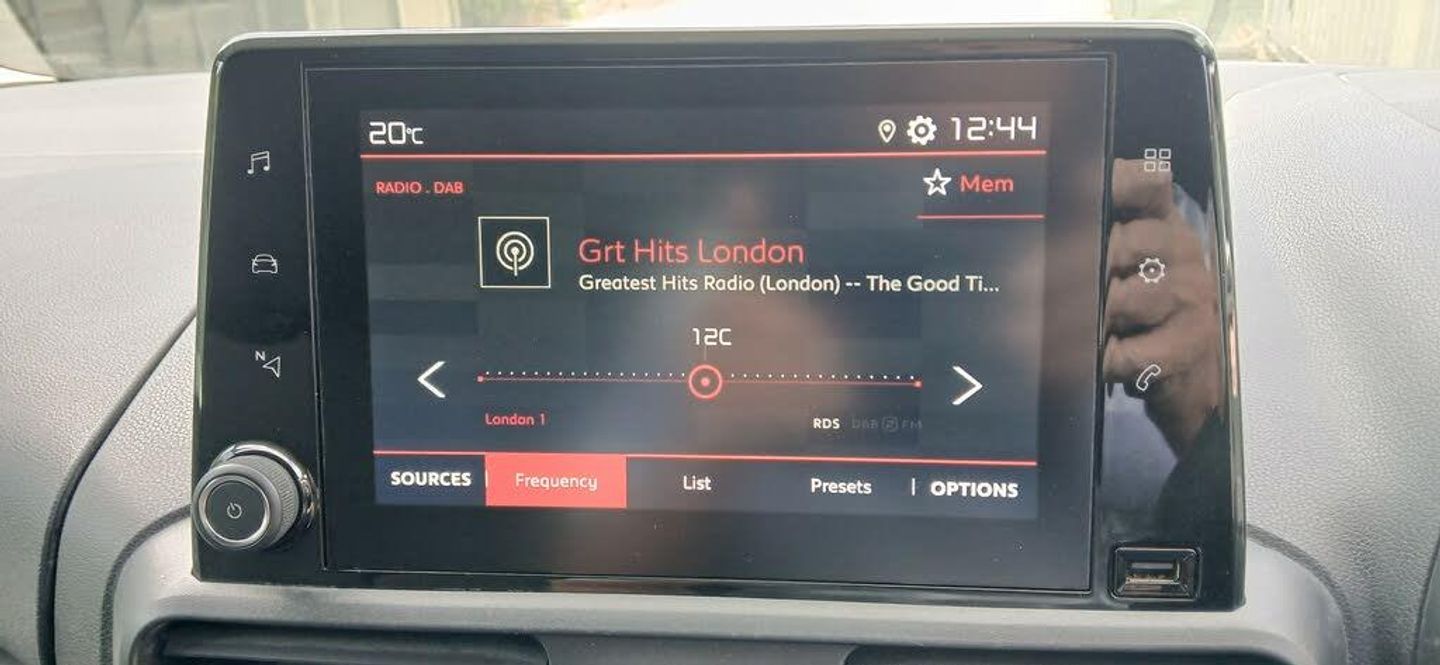 20°C 12:44
RADIO . DAB
Mem
Grt Hits London
Greatest Hits Radio (London) -- The Good Ti...
12C
N
London 1
RDS DAB FM
SOURCES | Frequency List Presets | OPTIONS